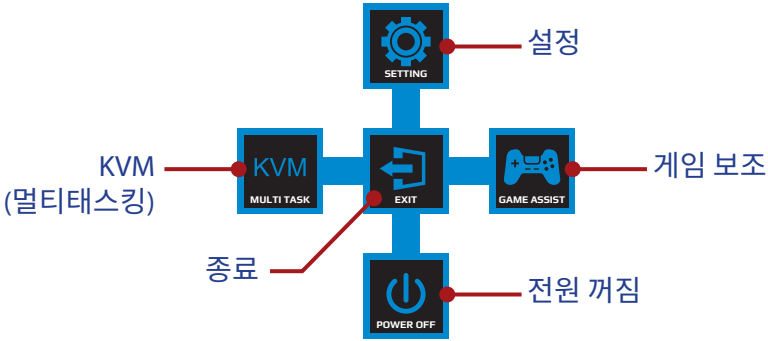 설정
SETTING
KVM
(멀티태스킹)
KVM
MULTI TASK
EXIT
GAME ASSIST
게임 보조
종료
전원 꺼짐
POWER OFF